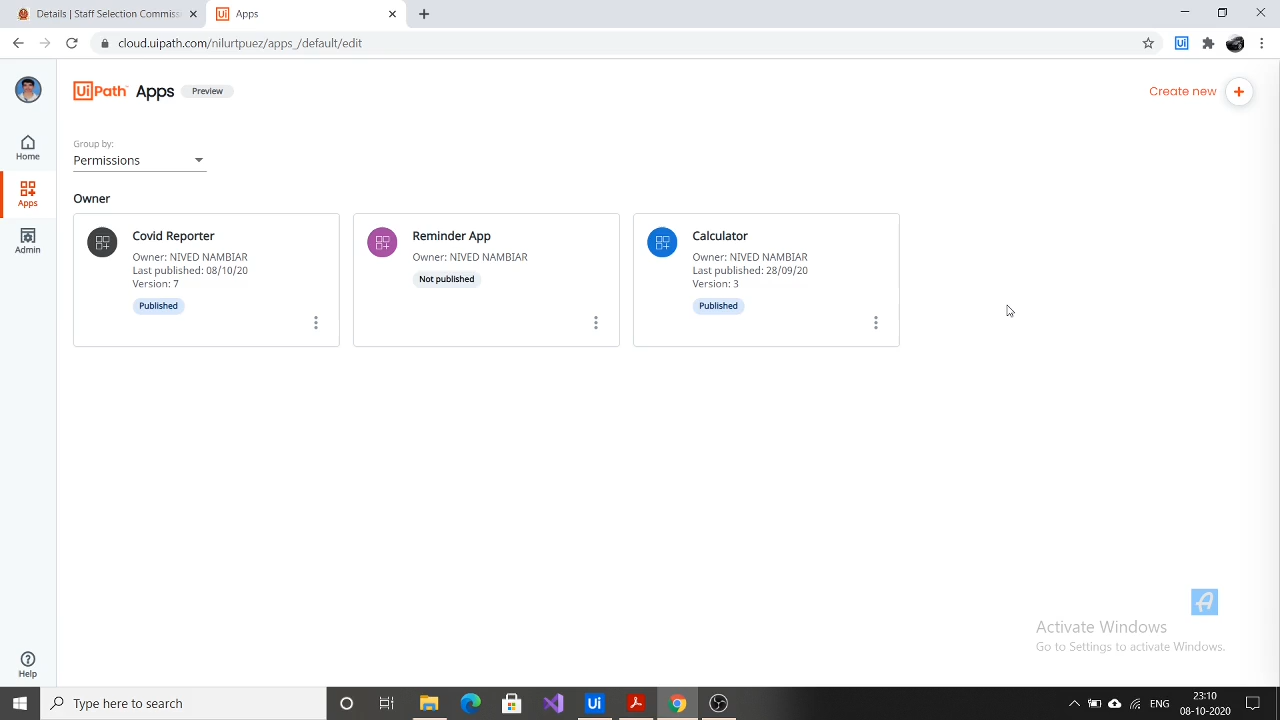 Details | Staff Selection Commiss
Apps
cloud.uipath.com/nilurtpuez/apps_/default/edit
UiPath Apps Preview
Create new
Home
Apps
Admin
Help
Group by:
Permissions
Owner
Covid Reporter
Owner: NIVED NAMBIAR
Last published: 08/10/20
Version: 7
Published
Reminder App
Owner: NIVED NAMBIAR
Not published
Calculator
Owner: NIVED NAMBIAR
Last published: 28/09/20
Version: 3
Published
Activate Windows
Go to Settings to activate Windows.
Type here to search
Ui
ENG
23:10
08-10-2020